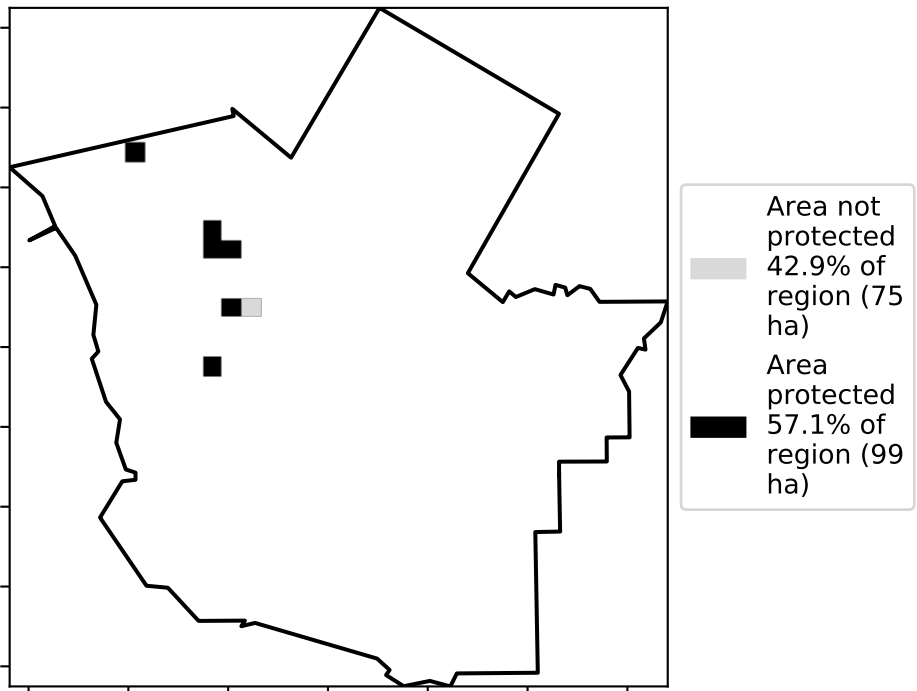 Area not
protected
42.9% of
region (75
ha)
Area
protected
57.1% of
region (99
ha)